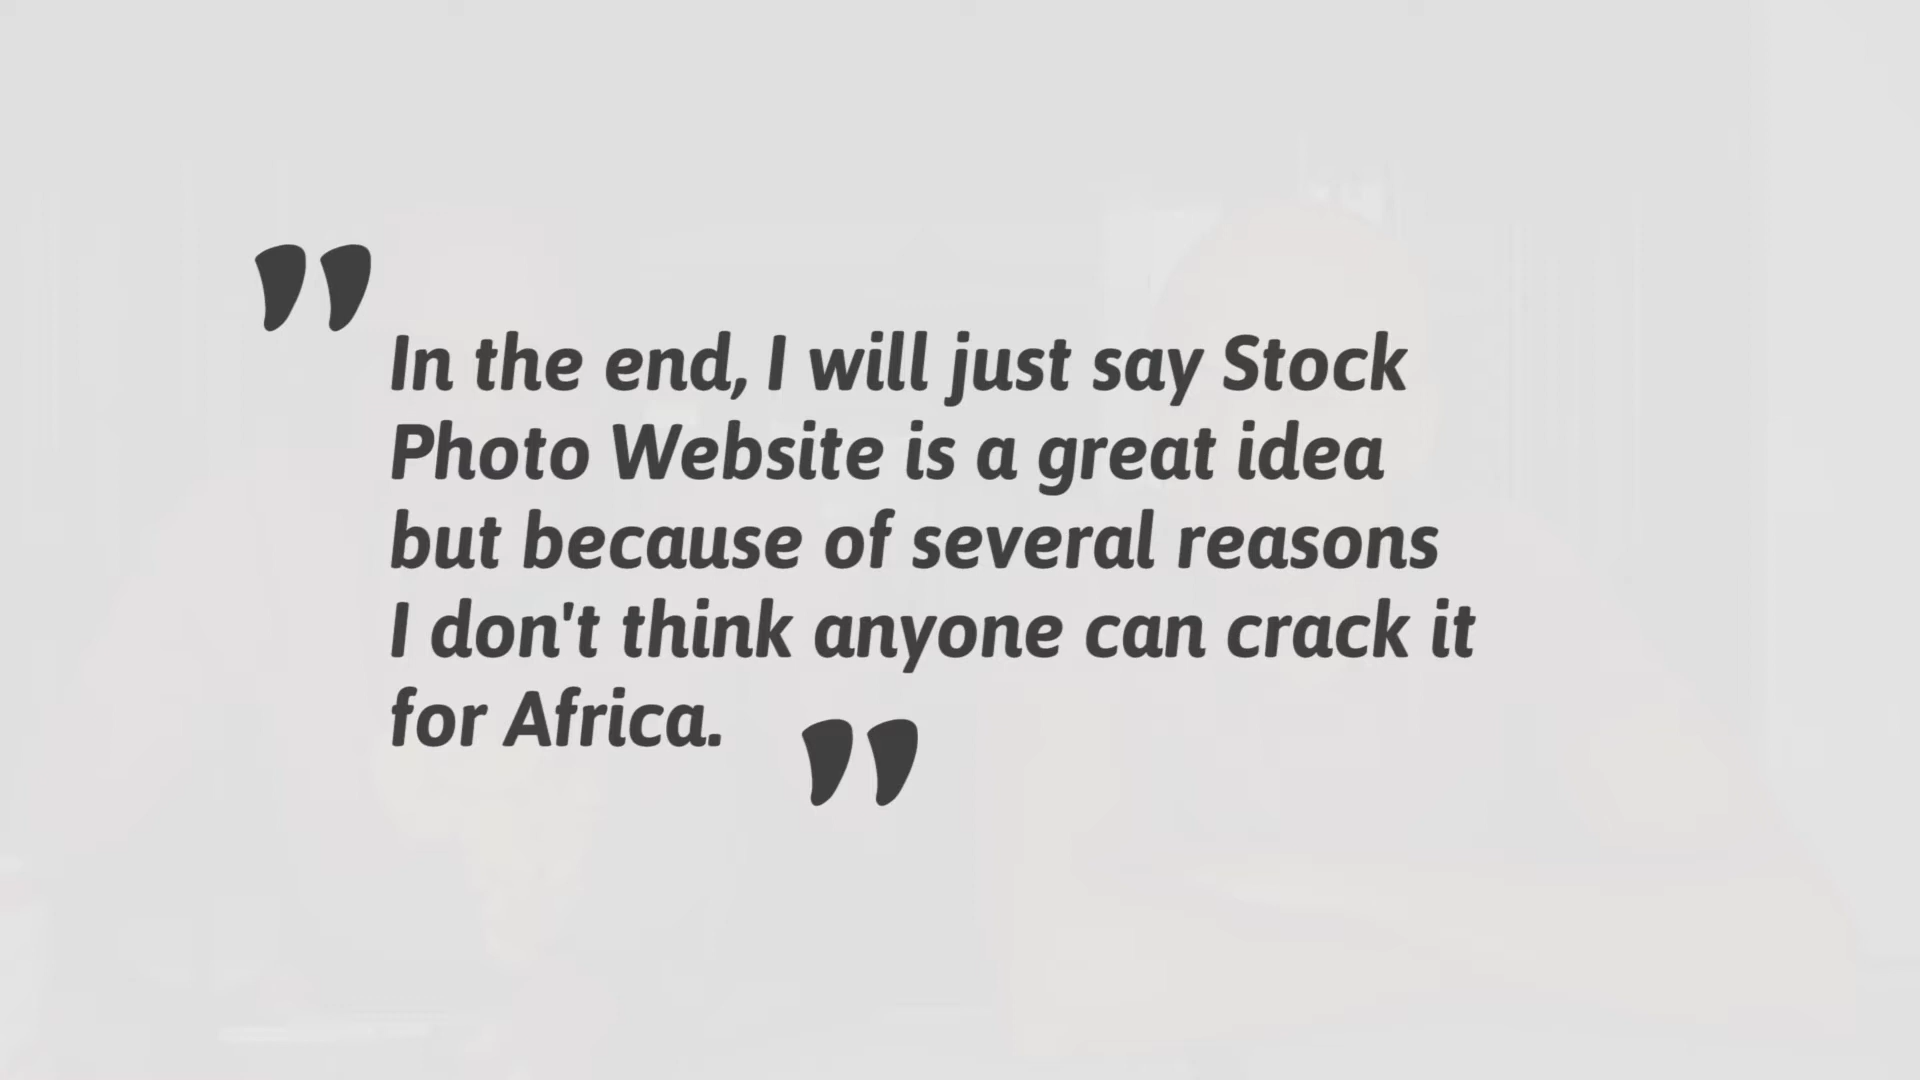 "In the end, I will just say Stock
Photo Website is a great idea
but because of several reasons
I don't think anyone can crack it
for Africa."